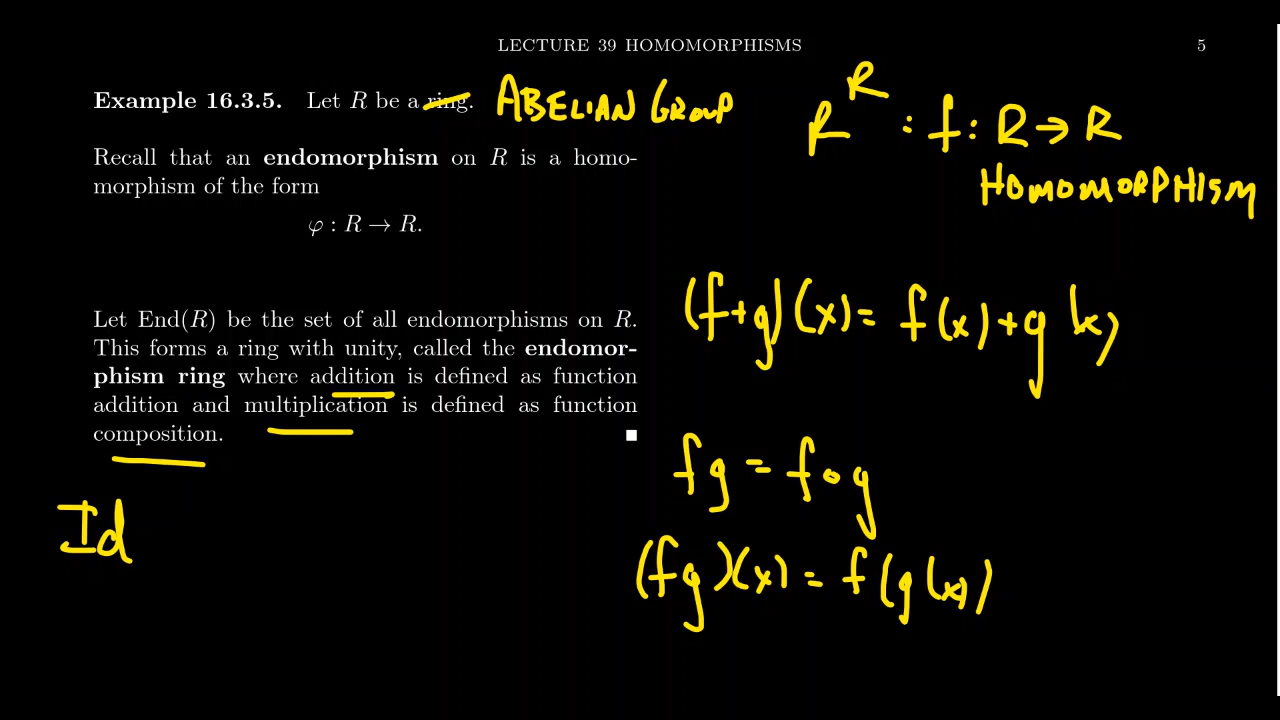 LECTURE 39 HOMOMORPHISMS 5
Example 16.3.5. Let R be a ring. ABELIAN GROUP
R^R : f: R → R
HOMOMORPHISM
Recall that an endomorphism on R is a homo-
morphism of the form
φ : R → R.
(f+g)(x) = f(x)+g(x)
Let End(R) be the set of all endomorphisms on R.
This forms a ring with unity, called the endomor-
phism ring where addition is defined as function
addition and multiplication is defined as function
composition. ■
fg = f∘g
Id
(fg)(x) = f(g(x)